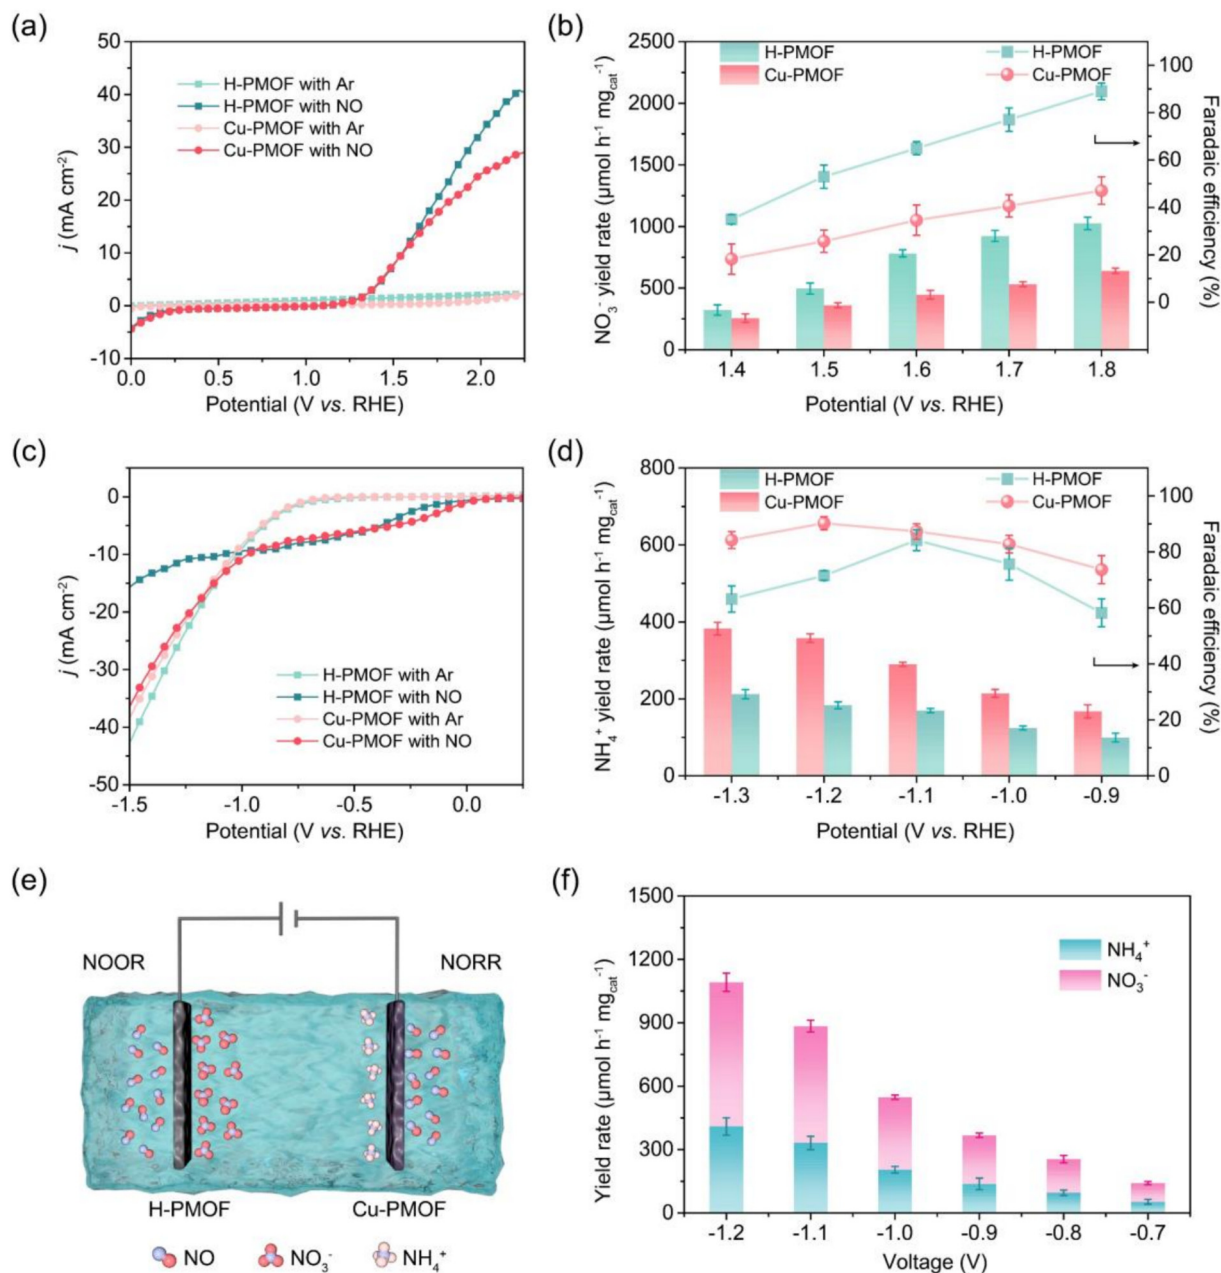 (a)
50
40
30
20
10
0
-10
j (mA cm⁻²)
H-PMOF with Ar
H-PMOF with NO
Cu-PMOF with Ar
Cu-PMOF with NO
0.0 0.5 1.0 1.5 2.0
Potential (V vs. RHE)
(b)
2500
2000
1500
1000
500
0
NO₃⁻ yield rate (μmol h⁻¹ mg_cat⁻¹)
H-PMOF
Cu-PMOF
H-PMOF
Cu-PMOF
100
80
60
40
20
0
Faradaic efficiency (%)
1.4 1.5 1.6 1.7 1.8
Potential (V vs. RHE)
(c)
0
-10
-20
-30
-40
-50
j (mA cm⁻²)
H-PMOF with Ar
H-PMOF with NO
Cu-PMOF with Ar
Cu-PMOF with NO
-1.5 -1.0 -0.5 0.0
Potential (V vs. RHE)
(d)
800
600
400
200
0
NH₄⁺ yield rate (μmol h⁻¹ mg_cat⁻¹)
H-PMOF
Cu-PMOF
H-PMOF
Cu-PMOF
100
80
60
40
20
0
Faradaic efficiency (%)
-1.3 -1.2 -1.1 -1.0 -0.9
Potential (V vs. RHE)
(e)
NOOR NORR
H-PMOF Cu-PMOF
NO NO₃⁻ NH₄⁺
(f)
1500
1200
900
600
300
0
Yield rate (μmol h⁻¹ mg_cat⁻¹)
NH₄⁺
NO₃⁻
-1.2 -1.1 -1.0 -0.9 -0.8 -0.7
Voltage (V)